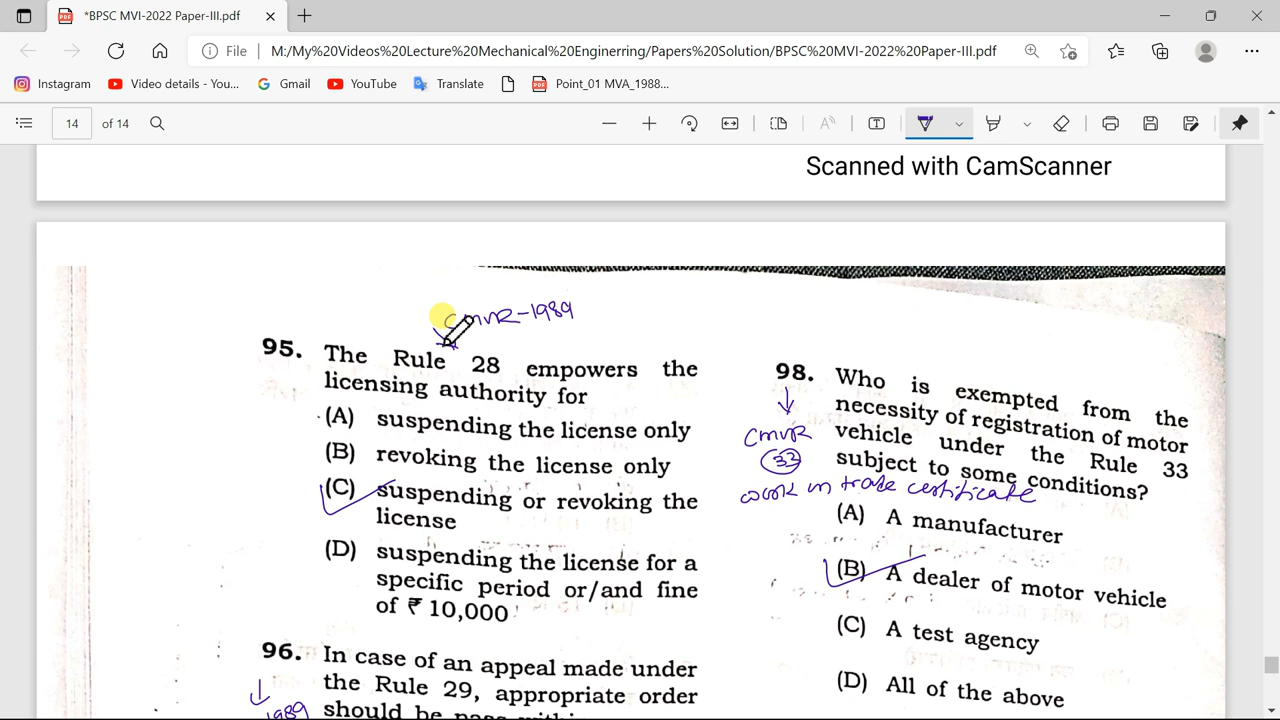 *BPSC MVI-2022 Paper-III.pdf
File
M:/My%20Videos%20Lecture%20Mechanical%20Enginerring/Papers%20Solution/BPSC%20MVI-2022%20Paper-III.pdf
Instagram
Video details - You...
Gmail
YouTube
Translate
Point_01 MVA_1988...
14 of 14
Scanned with CamScanner
CMVR-1989
95. The Rule 28 empowers the
licensing authority for
(A) suspending the license only
(B) revoking the license only
(C) suspending or revoking the
license
(D) suspending the license for a
specific period or/and fine
of ₹ 10,000
96. In case of an appeal made under
the Rule 29, appropriate order
1989
98. Who is exempted from the
necessity of registration of motor
vehicle under the Rule 33
subject to some conditions?
CMVR
33
work in trade certificate
(A) A manufacturer
(B) A dealer of motor vehicle
(C) A test agency
(D) All of the above